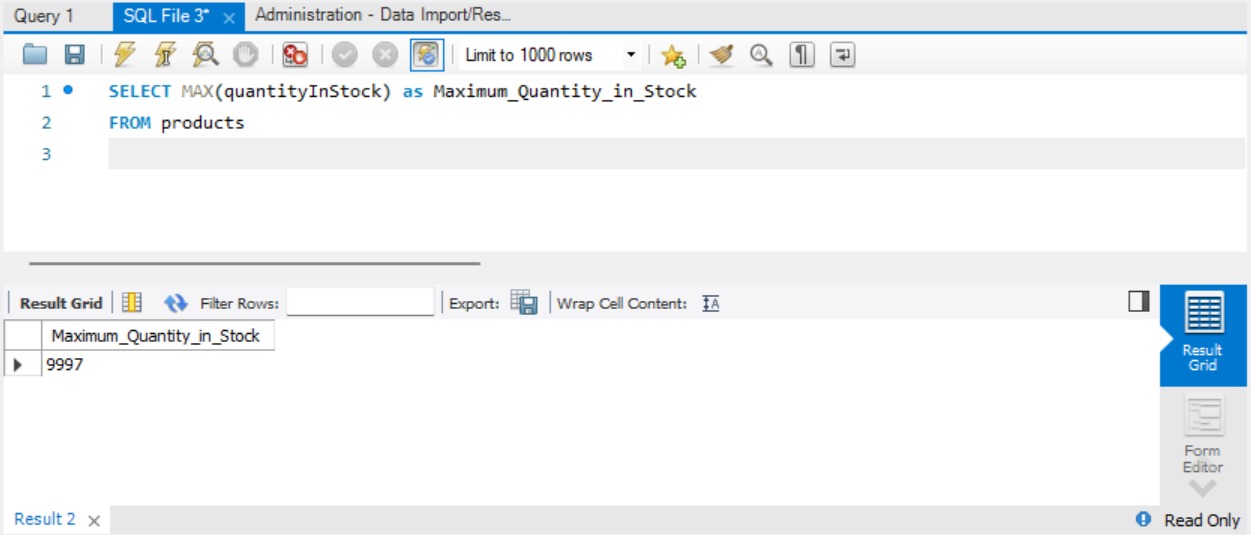 Query 1 SQL File 3* × Administration - Data Import/Res...
Limit to 1000 rows
1 SELECT MAX(quantityInStock) as Maximum_Quantity_in_Stock
2 FROM products
3
Result Grid Filter Rows: Export: Wrap Cell Content: IA
Maximum_Quantity_in_Stock
9997
Result
Grid
Form
Editor
Result 2 × Read Only